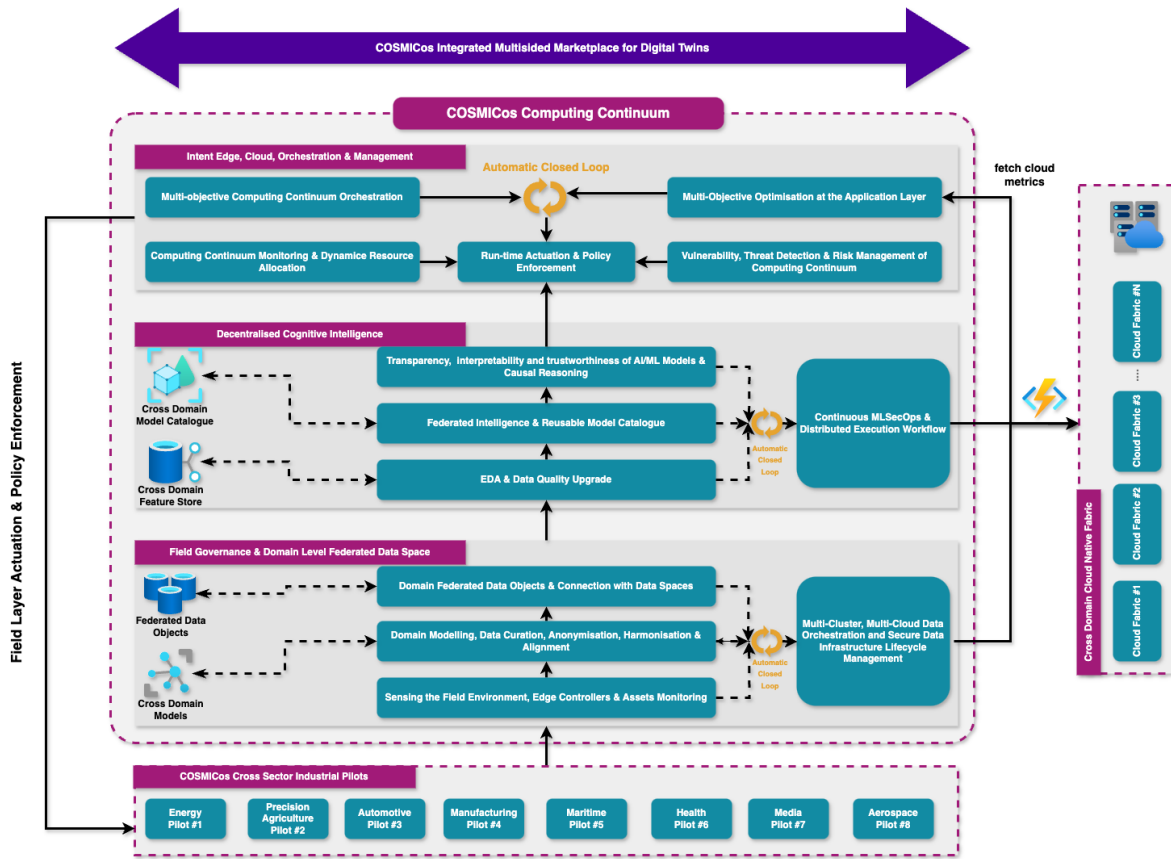 COSMICos Integrated Multisided Marketplace for Digital Twins
COSMICos Computing Continuum
Intent Edge, Cloud, Orchestration & Management
Automatic Closed Loop
Multi-objective Computing Continuum Orchestration
Multi-Objective Optimisation at the Application Layer
Computing Continuum Monitoring & Dynamice Resource
Allocation
Run-time Actuation & Policy
Enforcement
Vulnerability, Threat Detection & Risk Management of
Computing Continuum
fetch cloud
metrics
Decentralised Cognitive Intelligence
Cross Domain
Model Catalogue
Cross Domain
Feature Store
Transparency, interpretability and trustworthiness of AI/ML Models &
Causal Reasoning
Federated Intelligence & Reusable Model Catalogue
EDA & Data Quality Upgrade
Automatic
Closed
Loop
Continuous MLSecOps &
Distributed Execution Workflow
Field Governance & Domain Level Federated Data Space
Federated Data
Objects
Cross Domain
Models
Domain Federated Data Objects & Connection with Data Spaces
Domain Modelling, Data Curation, Anonymisation, Harmonisation &
Alignment
Sensing the Field Environment, Edge Controllers & Assets Monitoring
Automatic
Closed
Loop
Multi-Cluster, Multi-Cloud Data
Orchestration and Secure Data
Infrastructure Lifecycle
Management
Field Layer Actuation & Policy Enforcement
Cross Domain Cloud Native Fabric
Cloud Fabric #N
....
Cloud Fabric #3
Cloud Fabric #2
Cloud Fabric #1
COSMICos Cross Sector Industrial Pilots
Energy
Pilot #1
Precision
Agriculture
Pilot #2
Automotive
Pilot #3
Manufacturing
Pilot #4
Maritime
Pilot #5
Health
Pilot #6
Media
Pilot #7
Aerospace
Pilot #8